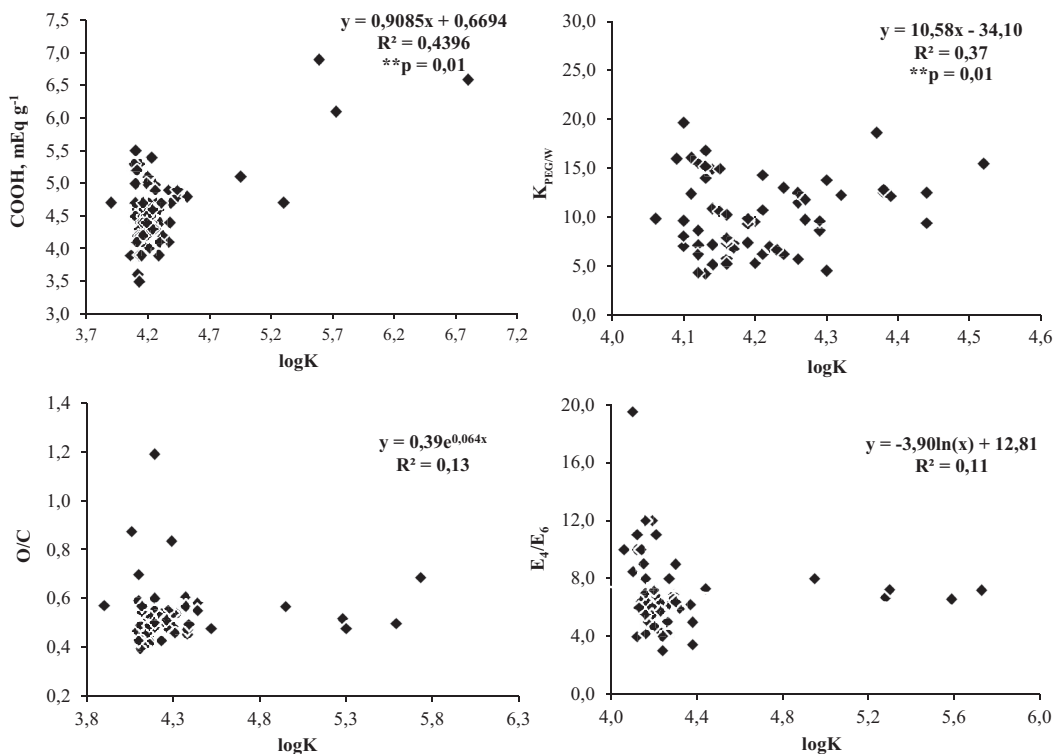 y = 0,9085x + 0,6694
R² = 0,4396
**p = 0,01
7,5
7,0
6,5
6,0
5,5
5,0
4,5
4,0
3,5
3,0
COOH, mEq g⁻¹
3,7 4,2 4,7 5,2 5,7 6,2 6,7 7,2
logK
y = 10,58x - 34,10
R² = 0,37
**p = 0,01
30,0
25,0
20,0
15,0
10,0
5,0
0,0
K_PEG/W
4,0 4,1 4,2 4,3 4,4 4,5 4,6
logK
y = 0,39e^0,064x
R² = 0,13
1,4
1,2
1,0
0,8
0,6
0,4
0,2
O/C
3,8 4,3 4,8 5,3 5,8 6,3
logK
y = -3,90ln(x) + 12,81
R² = 0,11
20,0
16,0
12,0
8,0
4,0
0,0
E₄/E₆
4,0 4,4 4,8 5,2 5,6 6,0
logK